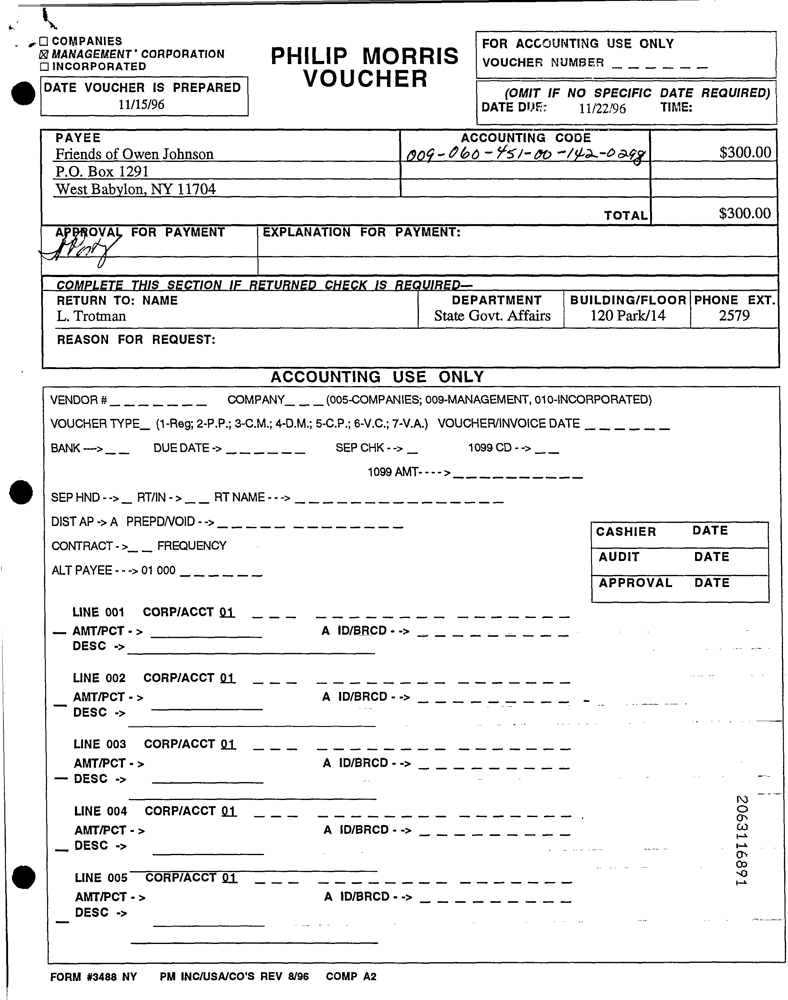 ☐ COMPANIES
☒ MANAGEMENT CORPORATION
☐ INCORPORATED
PHILIP MORRIS
VOUCHER
FOR ACCOUNTING USE ONLY
VOUCHER NUMBER _ _ _ _ _ _
DATE VOUCHER IS PREPARED
11/15/96
(OMIT IF NO SPECIFIC DATE REQUIRED)
DATE DUE: 11/22/96 TIME:
PAYEE ACCOUNTING CODE
Friends of Owen Johnson 009-060-451-00-142-0298 $300.00
P.O. Box 1291
West Babylon, NY 11704
TOTAL $300.00
APPROVAL FOR PAYMENT EXPLANATION FOR PAYMENT:
COMPLETE THIS SECTION IF RETURNED CHECK IS REQUIRED—
RETURN TO: NAME DEPARTMENT BUILDING/FLOOR PHONE EXT.
L. Trotman State Govt. Affairs 120 Park/14 2579
REASON FOR REQUEST:
ACCOUNTING USE ONLY
VENDOR # _ _ _ _ _ _ _ COMPANY _ _ _ (005-COMPANIES; 009-MANAGEMENT, 010-INCORPORATED)
VOUCHER TYPE _ (1-Reg; 2-P.P.; 3-C.M.; 4-D.M.; 5-C.P.; 6-V.C.; 7-V.A.) VOUCHER/INVOICE DATE _ _ _ _ _ _
BANK ---> _ _ DUE DATE -> _ _ _ _ _ _ SEP CHK --> _ 1099 CD --> _ _
1099 AMT----> _ _ _ _ _ _ _ _ _ _
SEP HND --> _ RT/IN -> _ _ RT NAME ---> _ _ _ _ _ _ _ _ _ _ _ _ _ _ _ _
DIST AP -> A PREPD/VOID --> _ _ _ _ _ _ _ _ _ _ _
CONTRACT -> _ _ FREQUENCY
ALT PAYEE ---> 01 000 _ _ _ _ _ _
CASHIER DATE
AUDIT DATE
APPROVAL DATE
LINE 001 CORP/ACCT 01 _ _ _ _ _ _ _ _ _ _ _ _ _ _
AMT/PCT -> A ID/BRCD --> _ _ _ _ _ _ _ _ _
DESC ->
LINE 002 CORP/ACCT 01 _ _ _ _ _ _ _ _ _ _ _ _ _ _
AMT/PCT -> A ID/BRCD --> _ _ _ _ _ _ _ _ _
DESC ->
LINE 003 CORP/ACCT 01 _ _ _ _ _ _ _ _ _ _ _ _ _ _
AMT/PCT -> A ID/BRCD --> _ _ _ _ _ _ _ _ _
DESC ->
LINE 004 CORP/ACCT 01 _ _ _ _ _ _ _ _ _ _ _ _ _ _
AMT/PCT -> A ID/BRCD --> _ _ _ _ _ _ _ _ _
DESC ->
LINE 005 CORP/ACCT 01 _ _ _ _ _ _ _ _ _ _ _ _ _ _
AMT/PCT -> A ID/BRCD --> _ _ _ _ _ _ _ _ _
DESC ->
2063116891
FORM #3488 NY PM INC/USA/CO'S REV 8/96 COMP A2